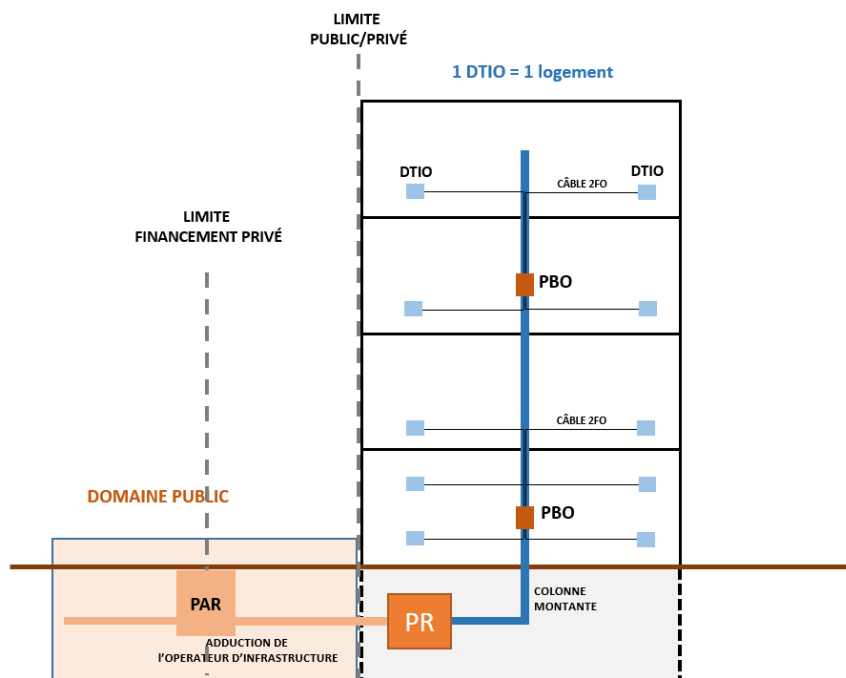 LIMITE
PUBLIC/PRIVÉ
1 DTIO = 1 logement
DTIO
DTIO
CÂBLE 2FO
LIMITE
FINANCEMENT PRIVÉ
PBO
CÂBLE 2FO
DOMAINE PUBLIC
PBO
PAR
COLONNE
MONTANTE
PR
ADDUCTION DE
l'OPERATEUR D'INFRASTRUCTURE